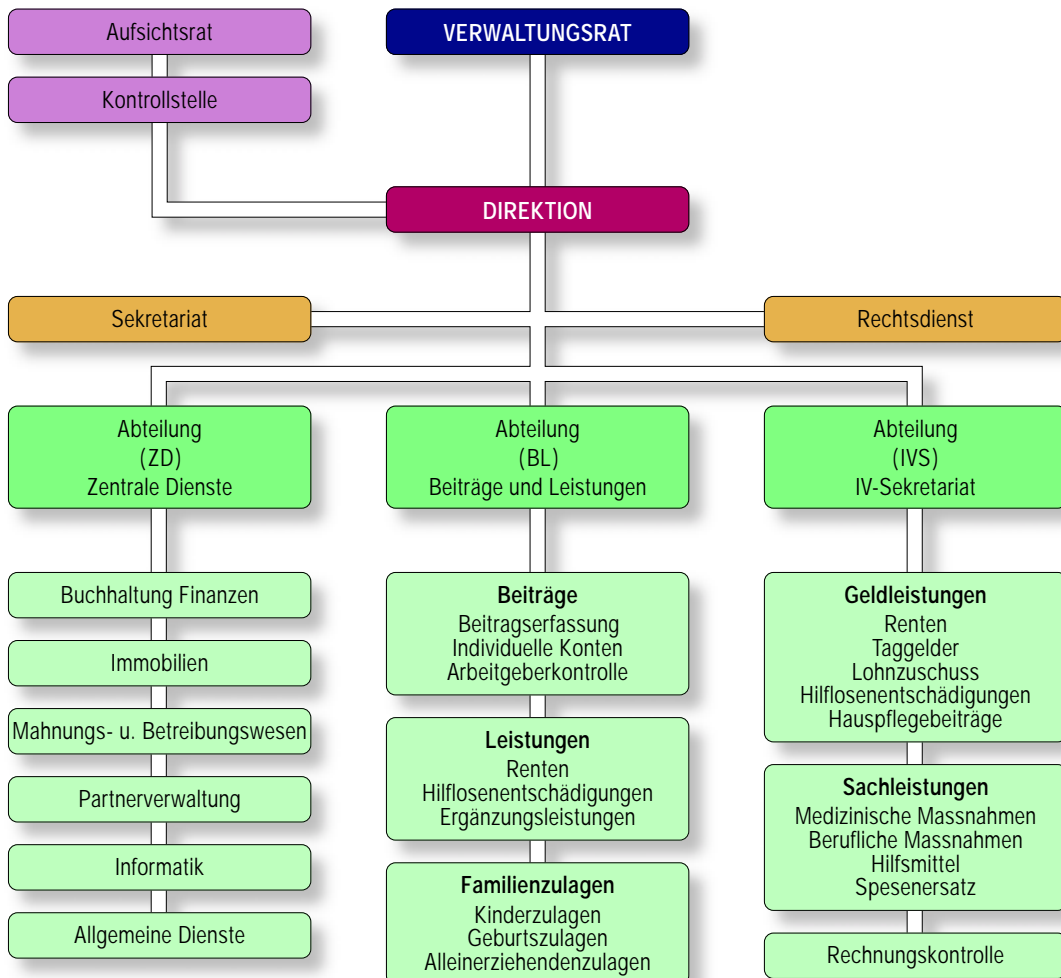 Aufsichtsrat
VERWALTUNGSRAT
Kontrollstelle
DIREKTION
Sekretariat
Rechtsdienst
Abteilung
(ZD)
Zentrale Dienste
Abteilung
(BL)
Beiträge und Leistungen
Abteilung
(IVS)
IV-Sekretariat
Buchhaltung Finanzen
Immobilien
Mahnungs- u. Betreibungswesen
Partnerverwaltung
Informatik
Allgemeine Dienste
Beiträge
Beitragserfassung
Individuelle Konten
Arbeitgeberkontrolle
Leistungen
Renten
Hilflosenentschädigungen
Ergänzungsleistungen
Familienzulagen
Kinderzulagen
Geburtszulagen
Alleinerziehendenzulagen
Geldleistungen
Renten
Taggelder
Lohnzuschuss
Hilflosenentschädigungen
Hauspflegebeiträge
Sachleistungen
Medizinische Massnahmen
Berufliche Massnahmen
Hilfsmittel
Spesenersatz
Rechnungskontrolle